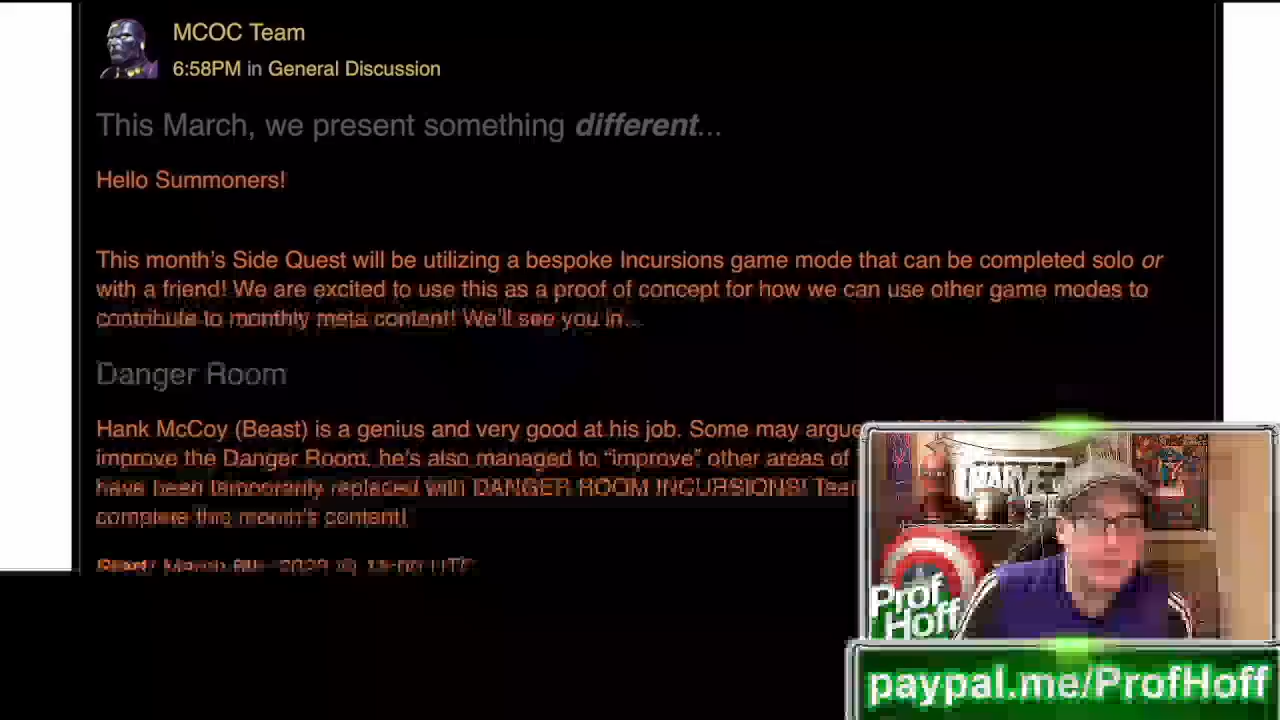 MCOC Team
6:58PM in General Discussion
This March, we present something different...
Hello Summoners!
This month's Side Quest will be utilizing a bespoke Incursions game mode that can be completed solo or
with a friend! We are excited to use this as a proof of concept for how we can use other game modes to
contribute to monthly meta content! We'll see you in...
Danger Room
Hank McCoy (Beast) is a genius and very good at his job. Some may argue
improve the Danger Room, he's also managed to "improve" other areas of
have been temporarily replaced with DANGER ROOM INCURSIONS! Team
complete this month's content!
MARVEL
Prof
Hoff
paypal.me/ProfHoff